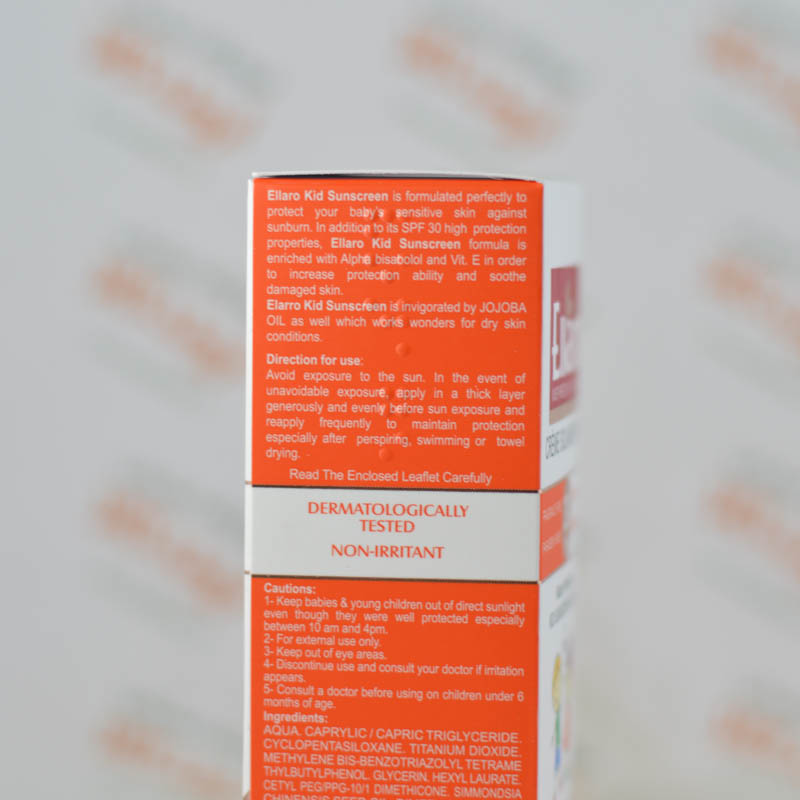 Ellaro Kid Sunscreen is formulated perfectly to
protect your baby's sensitive skin against
sunburn. In addition to its SPF 30 high protection
properties, Ellaro Kid Sunscreen formula is
enriched with Alpha bisabolol and Vit. E in order
to increase protection ability and soothe
damaged skin.
Elarro Kid Sunscreen is invigorated by JOJOBA
OIL as well which works wonders for dry skin
conditions.
Direction for use:
Avoid exposure to the sun. In the event of
unavoidable exposure, apply in a thick layer
generously and evenly before sun exposure and
reapply frequently to maintain protection
especially after perspiring, swimming or towel
drying.
Read The Enclosed Leaflet Carefully
DERMATOLOGICALLY
TESTED
NON-IRRITANT
Cautions:
1- Keep babies & young children out of direct sunlight
even though they were well protected especially
between 10 am and 4pm.
2- For external use only.
3- Keep out of eye areas.
4- Discontinue use and consult your doctor if irritation
appears.
5- Consult a doctor before using on children under 6
months of age.
Ingredients:
AQUA. CAPRYLIC / CAPRIC TRIGLYCERIDE.
CYCLOPENTASILOXANE. TITANIUM DIOXIDE.
METHYLENE BIS-BENZOTRIAZOLYL TETRAME
THYLBUTYLPHENOL. GLYCERIN. HEXYL LAURATE.
CETYL PEG/PPG-10/1 DIMETHICONE. SIMMONDSIA